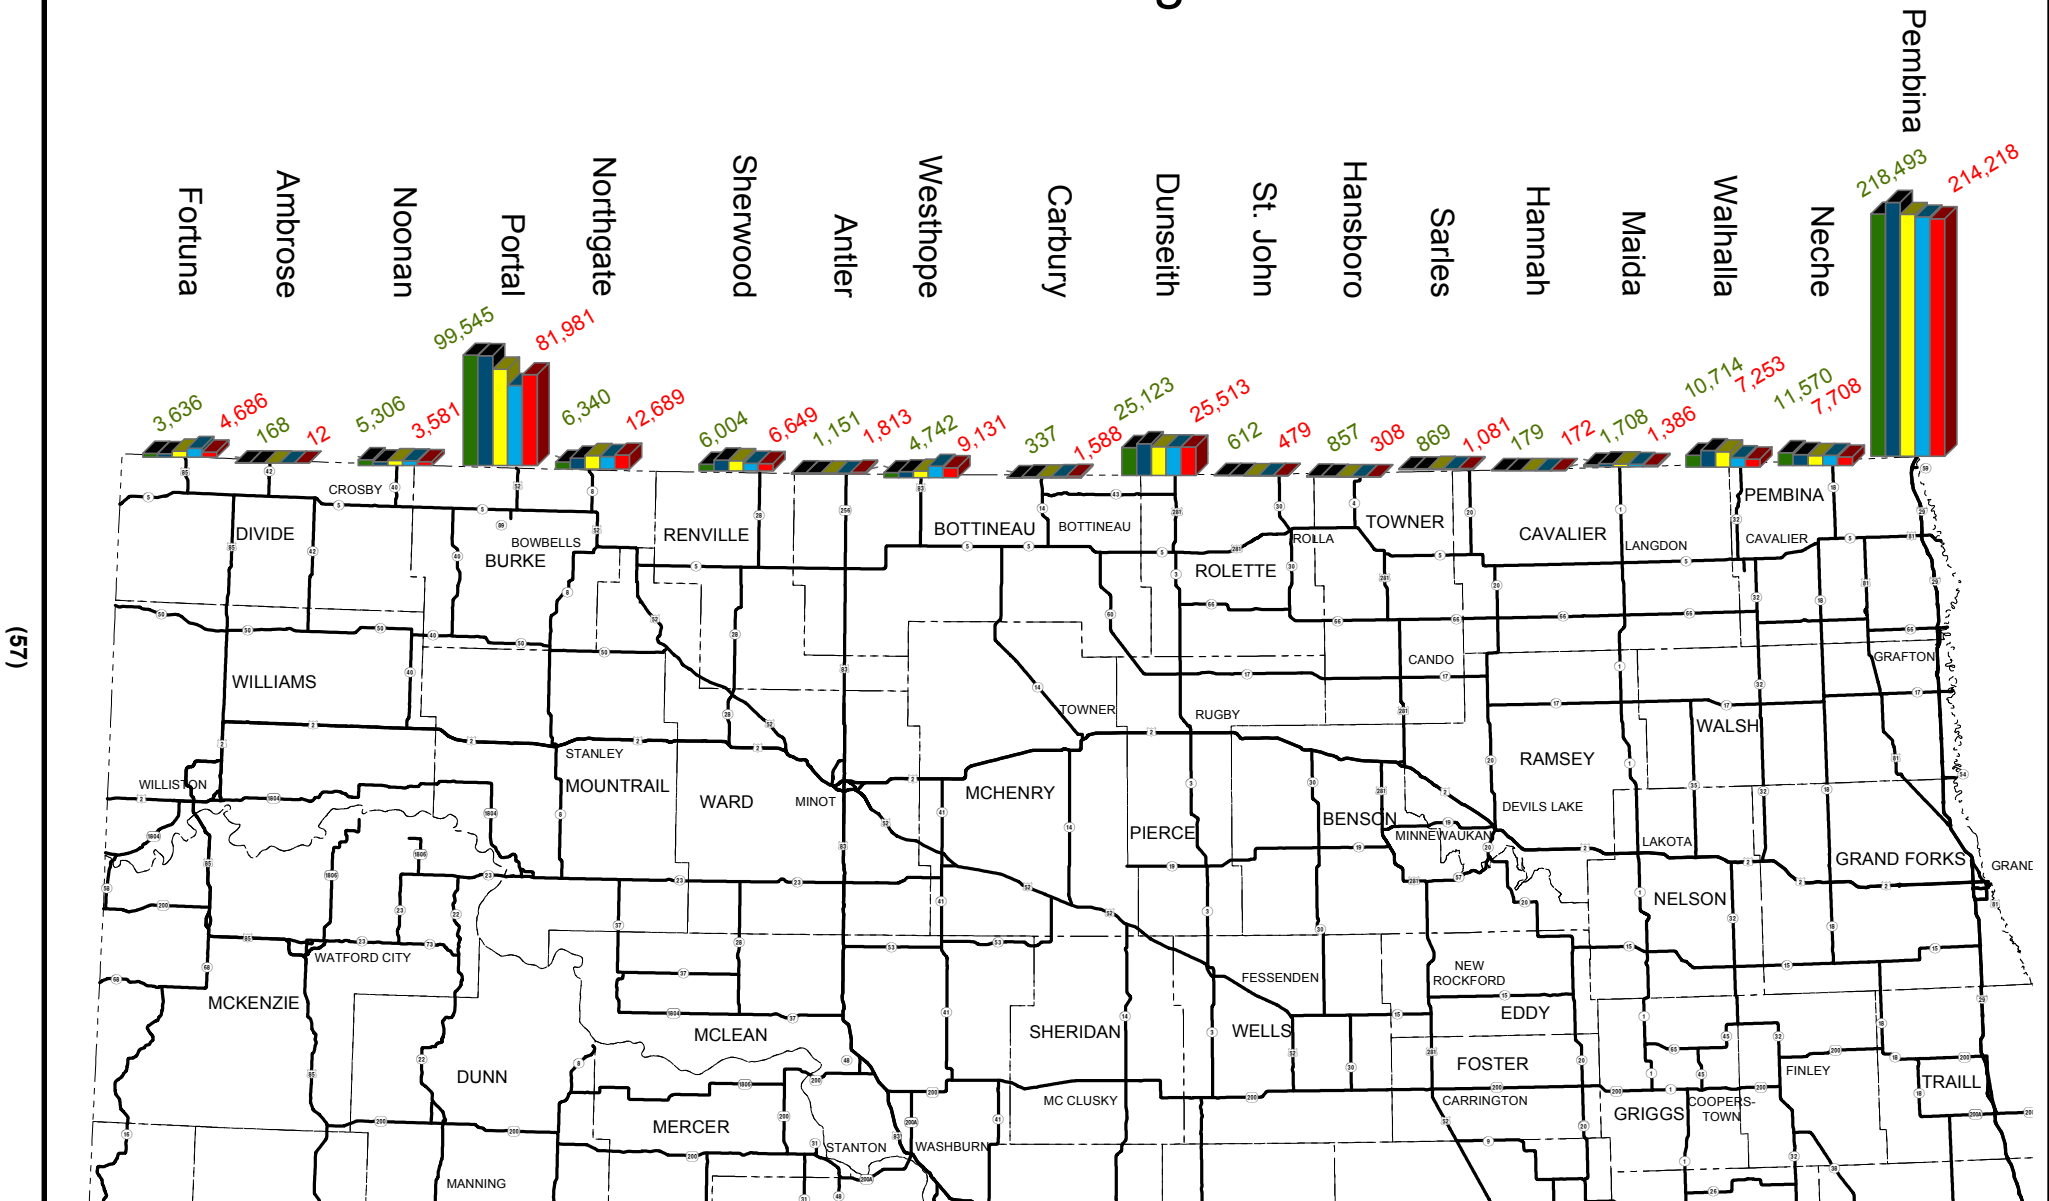 Pembina
218,493
214,218
Fortuna
Ambrose
Noonan
Portal
Northgate
Sherwood
Antler
Westhope
Carbury
Dunseith
St. John
Hansboro
Sarles
Hannah
Maida
Walhalla
Neche
3,636
4,686
168
12
5,306
3,581
99,545
81,981
6,340
12,689
6,004
6,649
1,151
1,813
4,742
9,131
337
1,588
25,123
25,513
612
479
857
308
869
1,081
179
172
1,708
1,386
10,714
7,253
11,570
7,708
CROSBY
DIVIDE
BOWBELLS
BURKE
RENVILLE
BOTTINEAU
BOTTINEAU
ROLLA
ROLETTE
TOWNER
CAVALIER
LANGDON
PEMBINA
CAVALIER
(57)
WILLIAMS
CANDO
GRAFTON
TOWNER
RUGBY
WALSH
STANLEY
RAMSEY
WILLISTON
MOUNTRAIL
WARD
MINOT
MCHENRY
PIERCE
BENSON
DEVILS LAKE
MINNEWAUKAN
LAKOTA
GRAND FORKS
GRAND
NELSON
WATFORD CITY
MCKENZIE
FESSENDEN
NEW
ROCKFORD
EDDY
MCLEAN
SHERIDAN
WELLS
FOSTER
DUNN
FINLEY
TRAILL
MERCER
MC CLUSKY
CARRINGTON
GRIGGS
COOPERS-
TOWN
STANTON
WASHBURN
MANNING